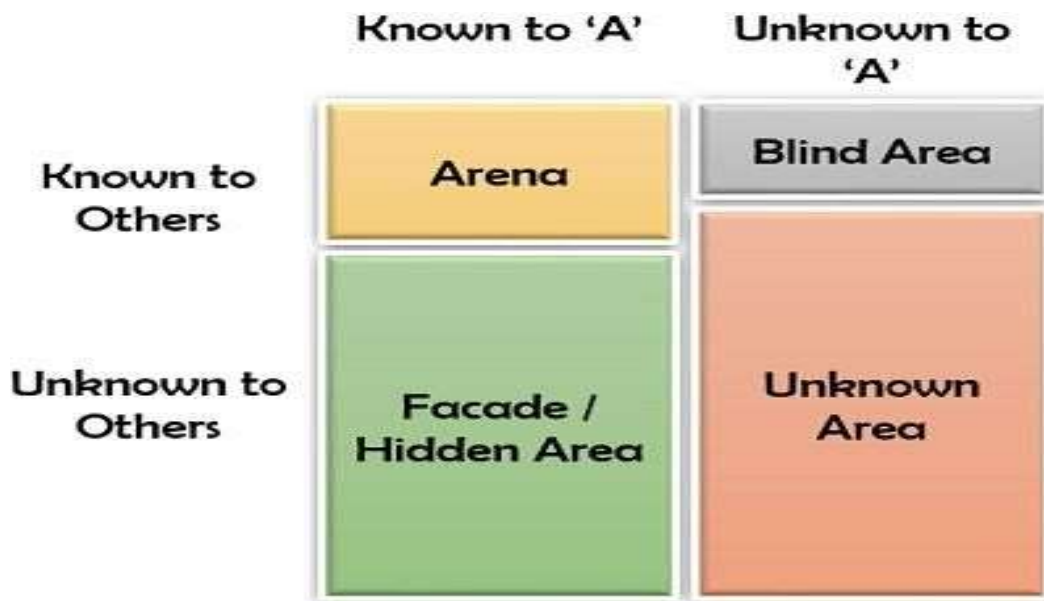 Known to ‘A’
Unknown to
‘A’
Known to
Others
Arena
Blind Area
Unknown to
Others
Facade /
Hidden Area
Unknown
Area